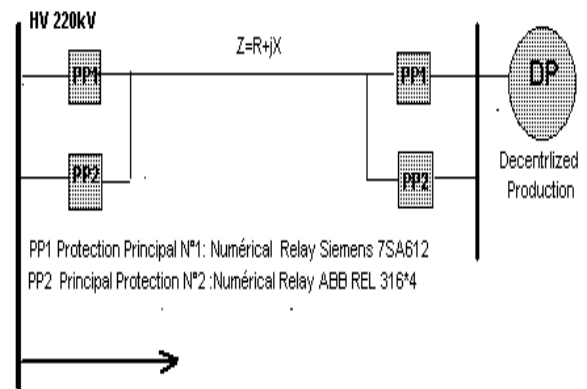 HV 220kV
Z=R+jX
PP1
PP1
DP
PP2
PP2
Decentrlized
Production
PP1 Protection Principal N°1: Numérical Relay Siemens 7SA612
PP2 Principal Protection N°2 :Numérical Relay ABB REL 316*4